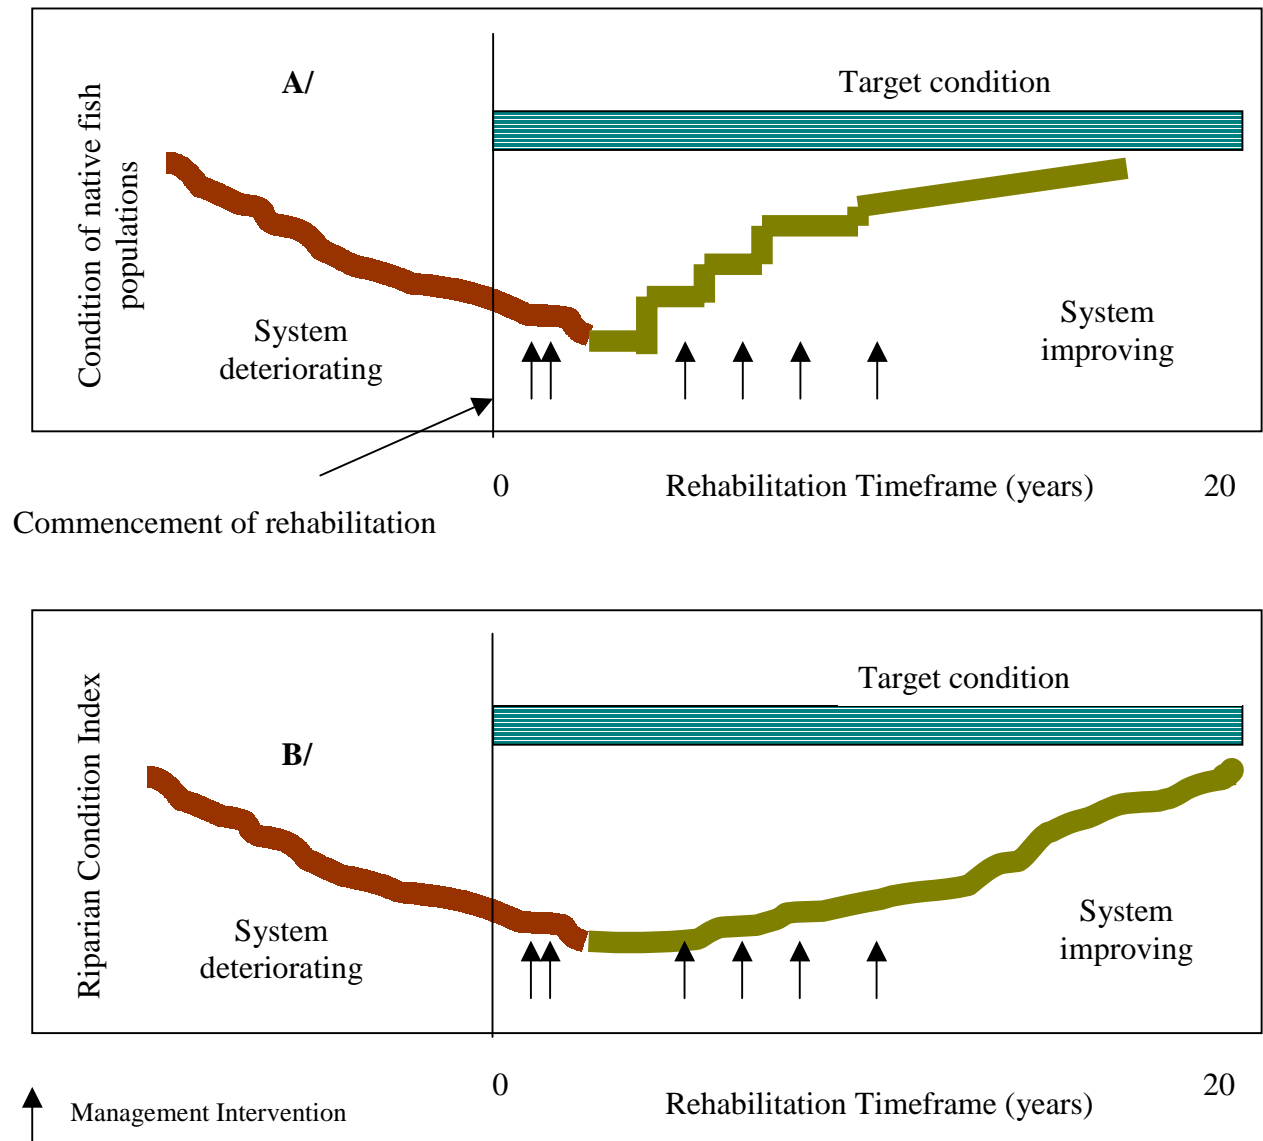 A/
Target condition
Condition of native fish
populations
System
deteriorating
System
improving
0
Rehabilitation Timeframe (years)
20
Commencement of rehabilitation
Target condition
B/
Riparian Condition Index
System
deteriorating
System
improving
0
Rehabilitation Timeframe (years)
20
Management Intervention